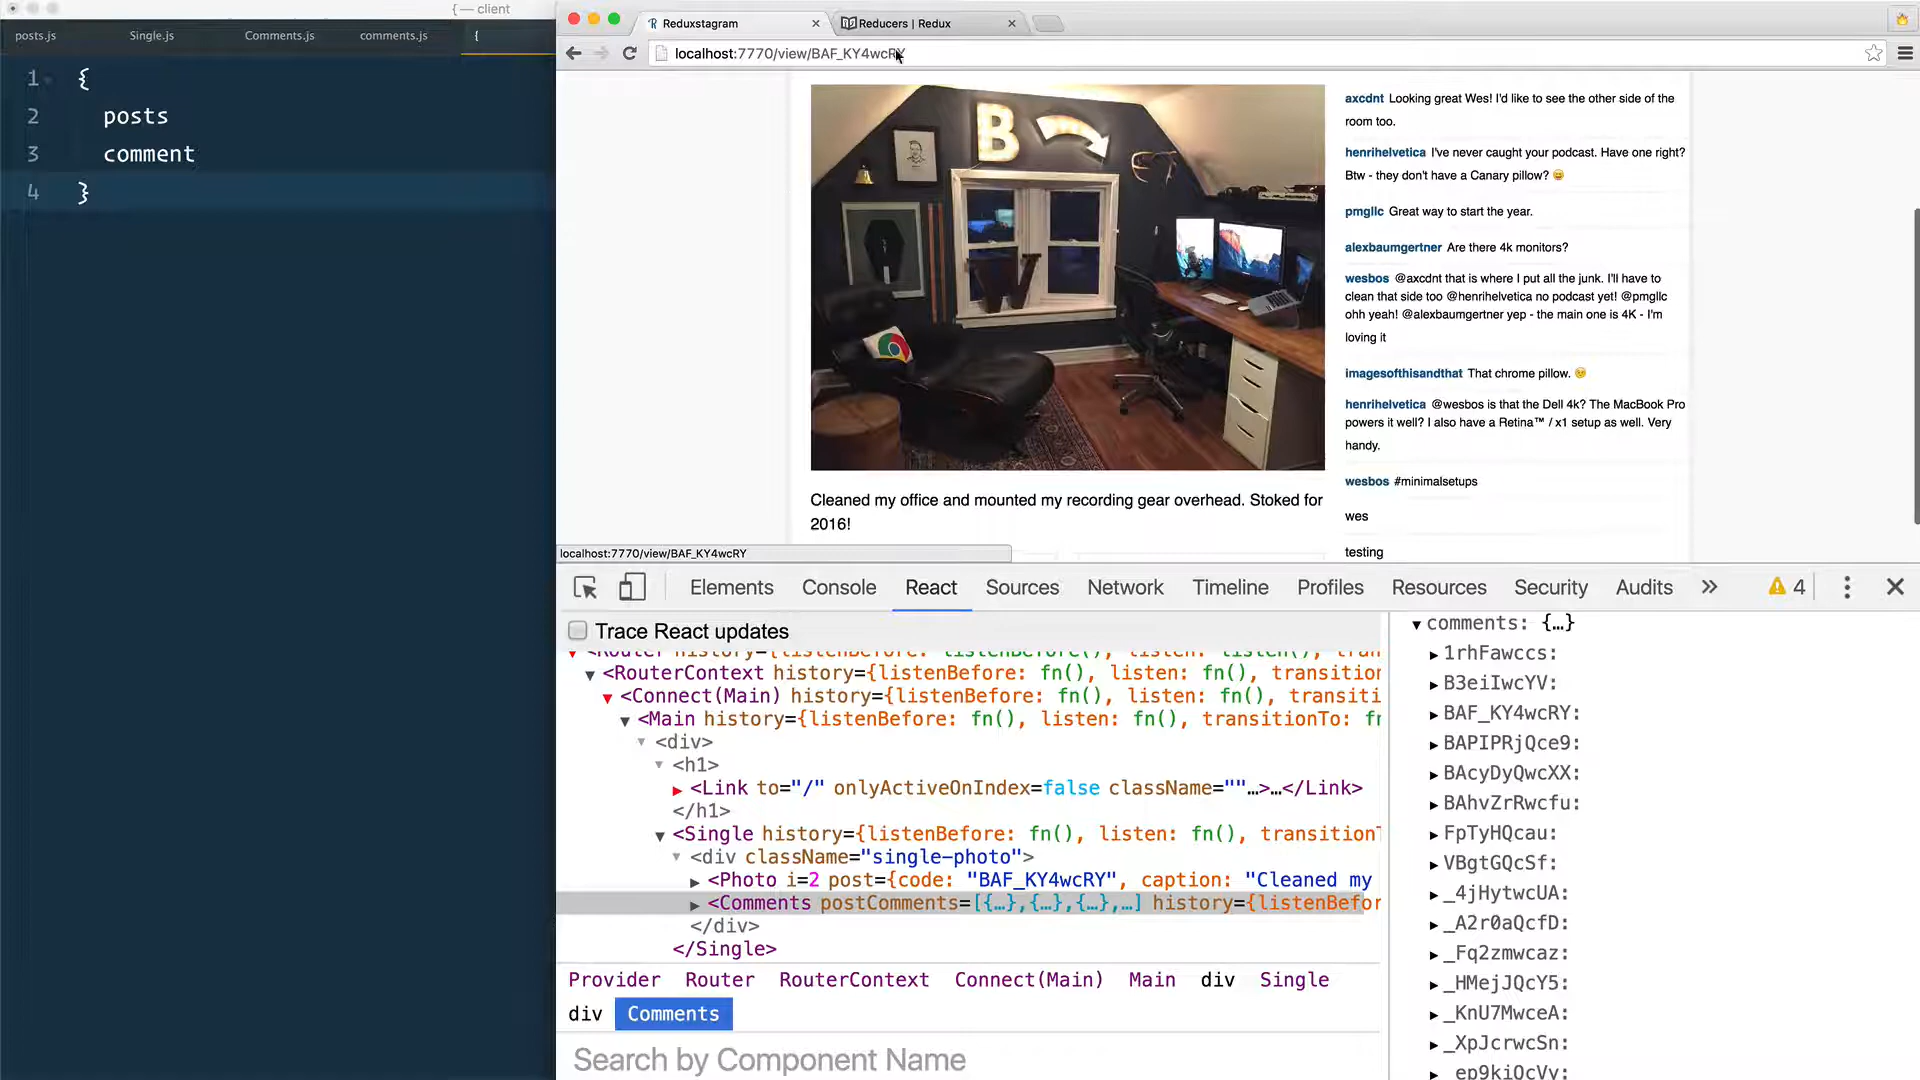 { — client
posts.js Single.js Comments.js comments.js {
1 {
2 posts
3 comment
4 }
Reduxstagram
Reducers | Redux
localhost:7770/view/BAF_KY4wcRY
B
W
axcdnt Looking great Wes! I'd like to see the other side of the
room too.
henrihelvetica I've never caught your podcast. Have one right?
Btw - they don't have a Canary pillow? 😄
pmgllc Great way to start the year.
alexbaumgertner Are there 4k monitors?
wesbos @axcdnt that is where I put all the junk. I'll have to
clean that side too @henrihelvetica no podcast yet! @pmgllc
ohh yeah! @alexbaumgertner yep - the main one is 4K - I'm
loving it
imagesofthisandthat That chrome pillow. 😍
henrihelvetica @wesbos is that the Dell 4k? The MacBook Pro
powers it well? I also have a Retina™ / x1 setup as well. Very
handy.
wesbos #minimalsetups
wes
testing
Cleaned my office and mounted my recording gear overhead. Stoked for
2016!
localhost:7770/view/BAF_KY4wcRY
Elements Console React Sources Network Timeline Profiles Resources Security Audits » 4
Trace React updates
<Router history={listenBefore: listenBefore(), listen: listen(), tran
<RouterContext history={listenBefore: fn(), listen: fn(), transition
<Connect(Main) history={listenBefore: fn(), listen: fn(), transiti
<Main history={listenBefore: fn(), listen: fn(), transitionTo: fn
<div>
<h1>
<Link to="/" onlyActiveOnIndex=false className=""…>…</Link>
</h1>
<Single history={listenBefore: fn(), listen: fn(), transitionT
<div className="single-photo">
<Photo i=2 post={code: "BAF_KY4wcRY", caption: "Cleaned my
<Comments postComments=[{…},{…},{…},…] history={listenBefor
</div>
</Single>
Provider Router RouterContext Connect(Main) Main div Single
div Comments
Search by Component Name
comments: {…}
1rhFawccs:
B3eiIwcYV:
BAF_KY4wcRY:
BAPIPRjQce9:
BAcyDyQwcXX:
BAhvZrRwcfu:
FpTyHQcau:
VBgtGQcSf:
_4jHytwcUA:
_A2r0aQcfD:
_Fq2zmwcaz:
_HMejJQcY5:
_KnU7MwceA:
_XpJcrwcSn:
_ep9kiQcVy: